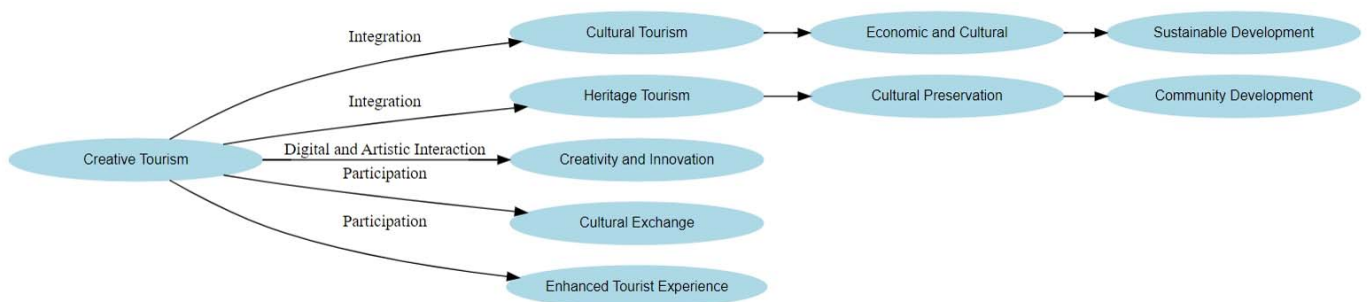 Integration
Cultural Tourism
Economic and Cultural
Sustainable Development
Integration
Heritage Tourism
Cultural Preservation
Community Development
Creative Tourism
Digital and Artistic Interaction
Creativity and Innovation
Participation
Cultural Exchange
Participation
Enhanced Tourist Experience